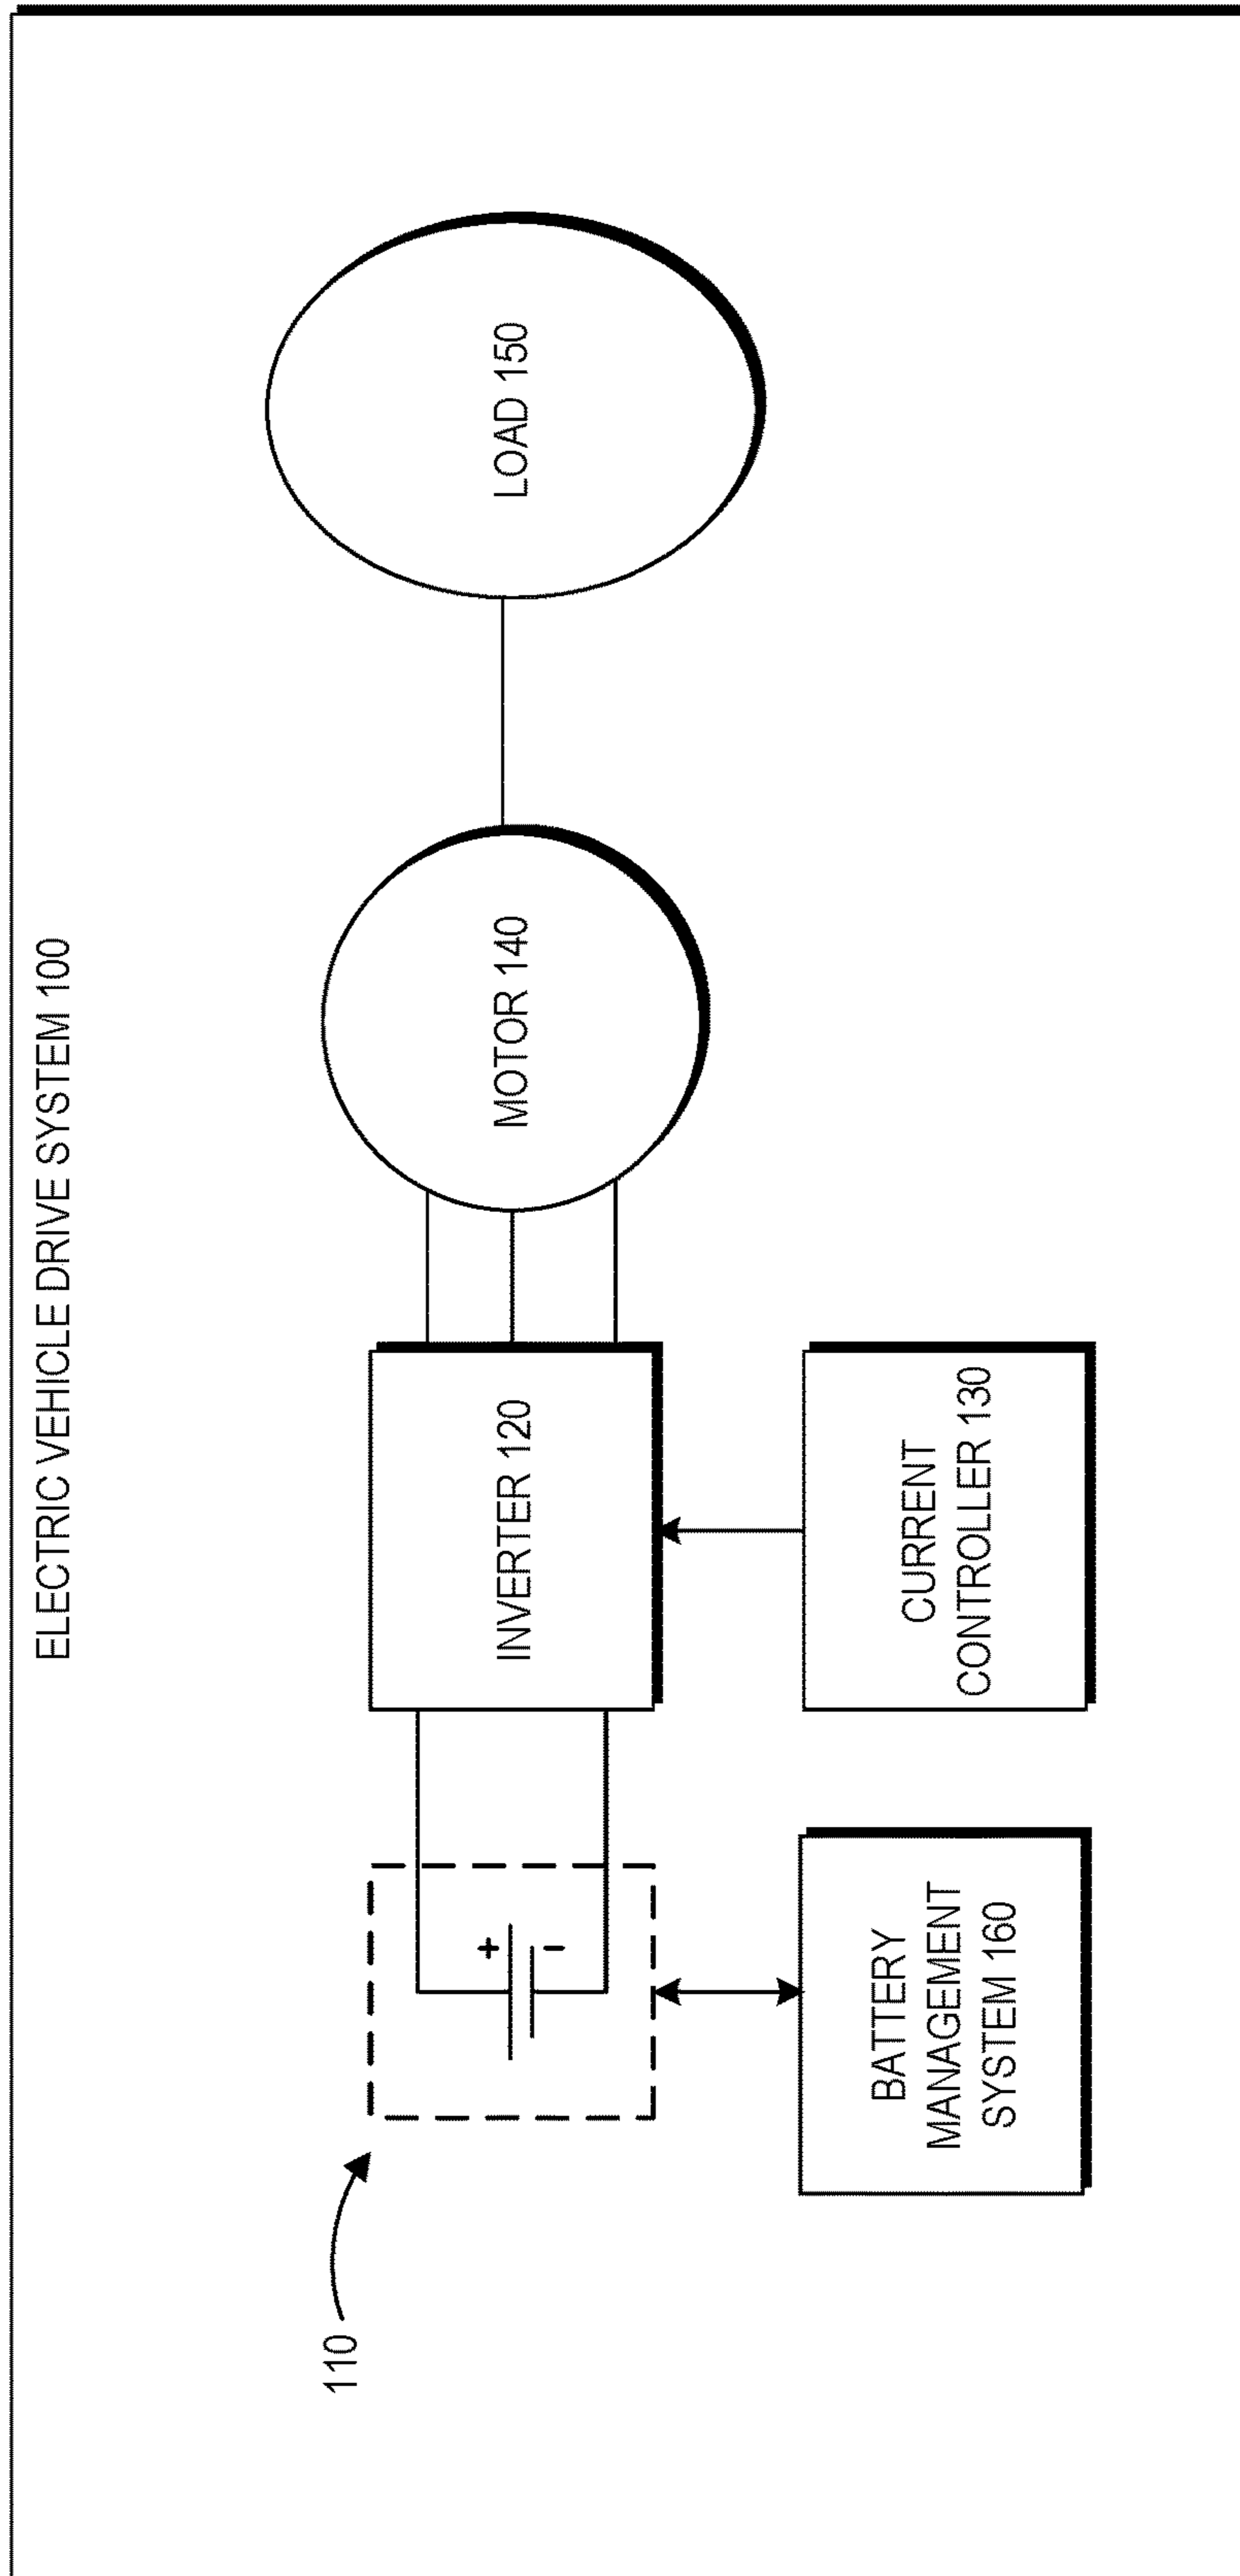 ELECTRIC VEHICLE DRIVE SYSTEM 100
110
+
−
INVERTER 120
MOTOR 140
LOAD 150
BATTERY
MANAGEMENT
SYSTEM 160
CURRENT
CONTROLLER 130